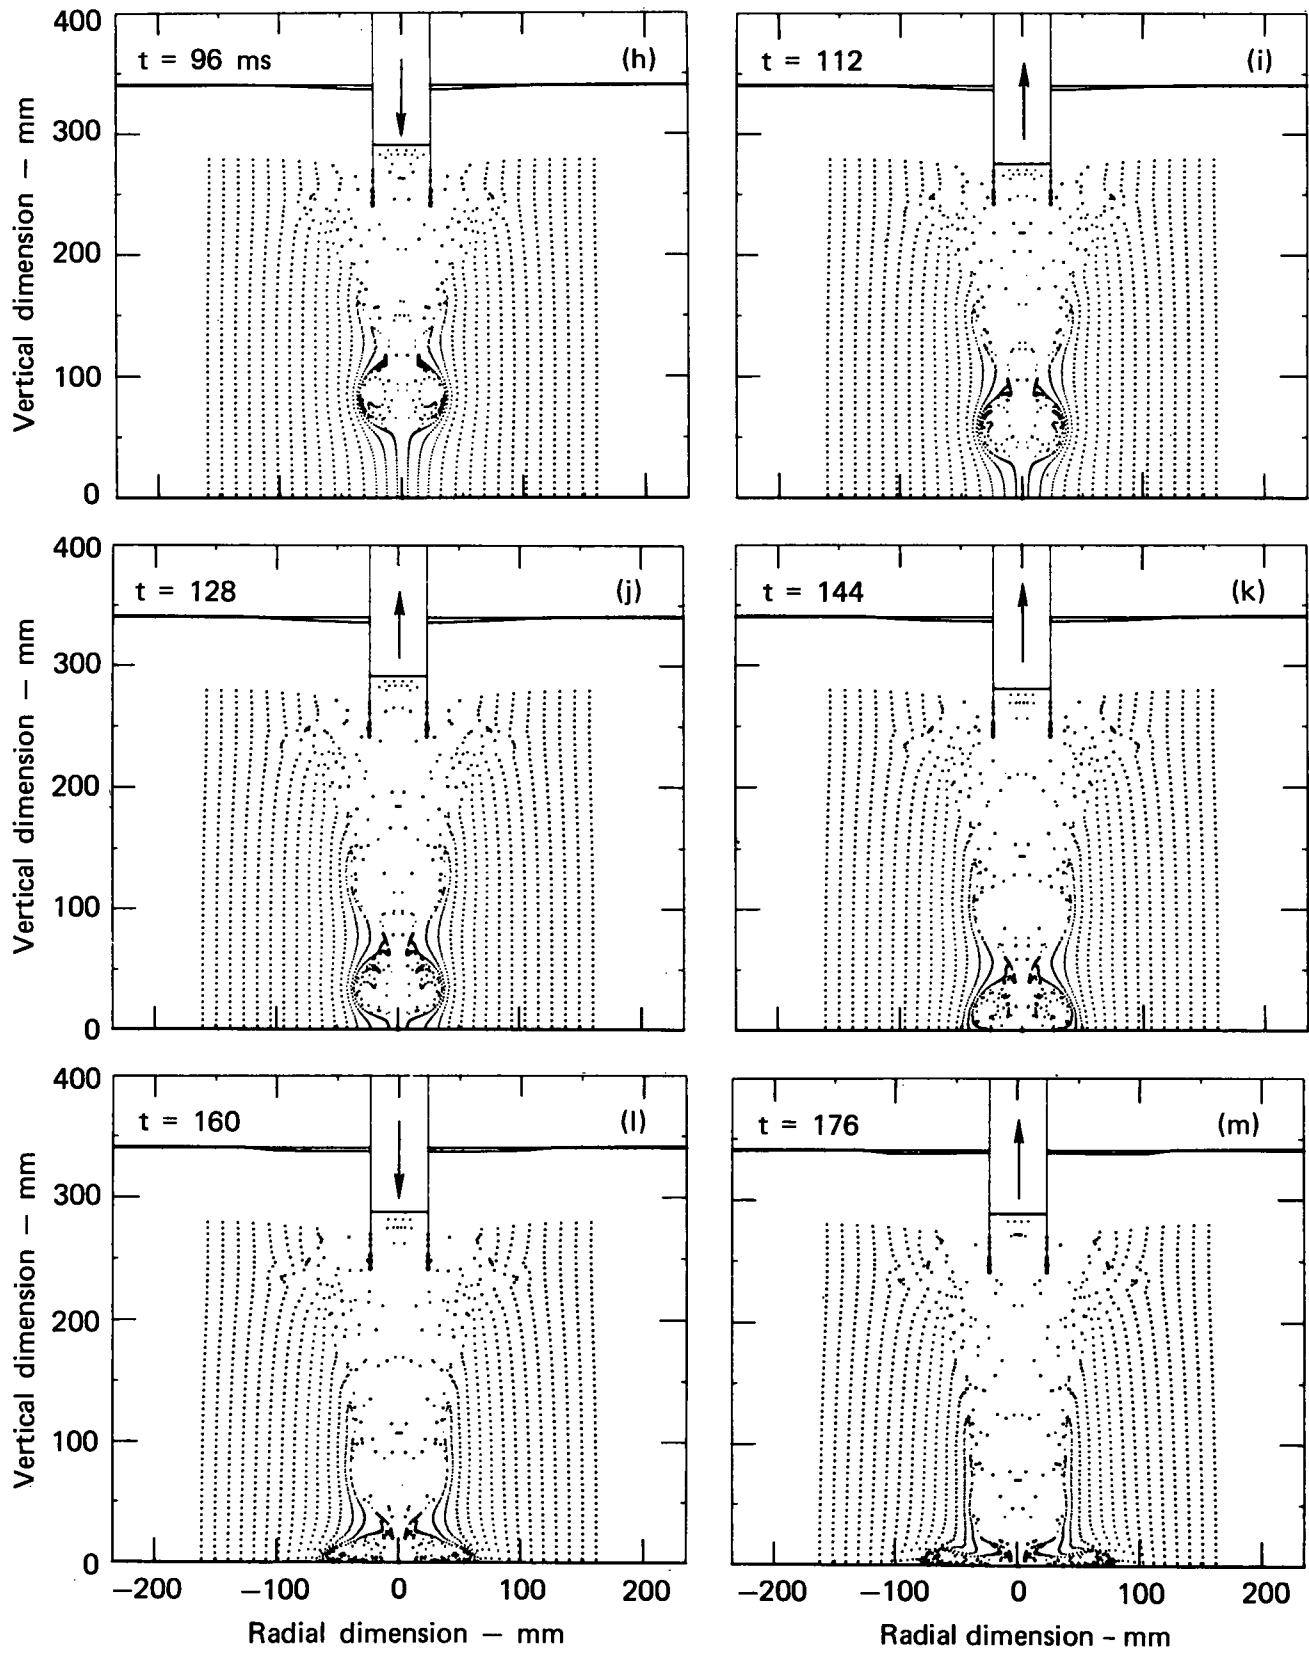 400
t = 96 ms
(h)
t = 112
(i)
300
200
100
0
Vertical dimension — mm
400
t = 128
(j)
t = 144
(k)
300
200
100
0
Vertical dimension — mm
400
t = 160
(l)
t = 176
(m)
300
200
100
0
Vertical dimension — mm
−200 −100 0 100 200
−200 −100 0 100 200
Radial dimension — mm
Radial dimension - mm